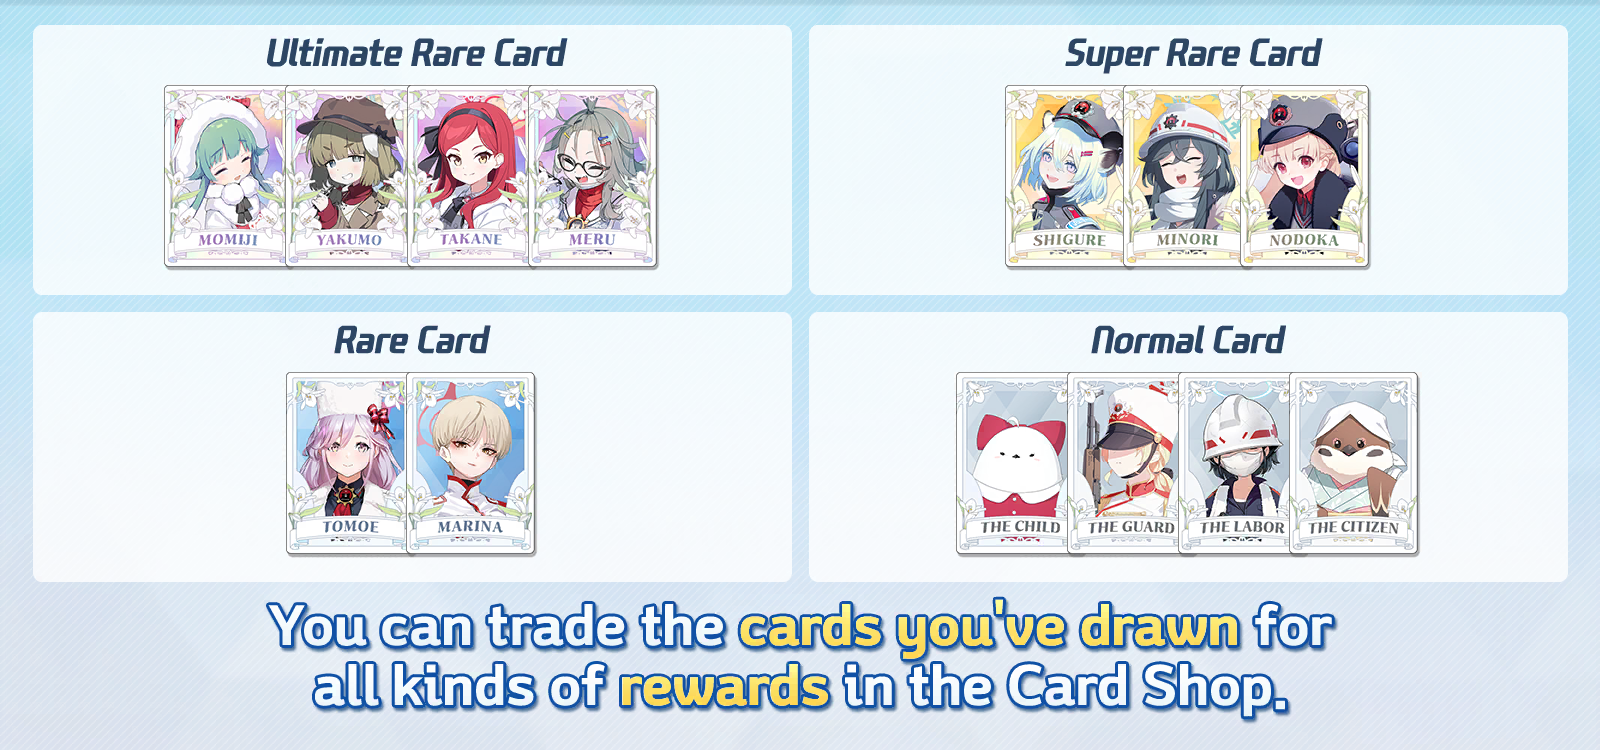 Ultimate Rare Card
MOMIJI
YAKUMO
TAKANE
MERU
Super Rare Card
SHIGURE
MINORI
NODOKA
Rare Card
TOMOE
MARINA
Normal Card
THE CHILD
THE GUARD
THE LABOR
THE CITIZEN
You can trade the cards you've drawn for
all kinds of rewards in the Card Shop.